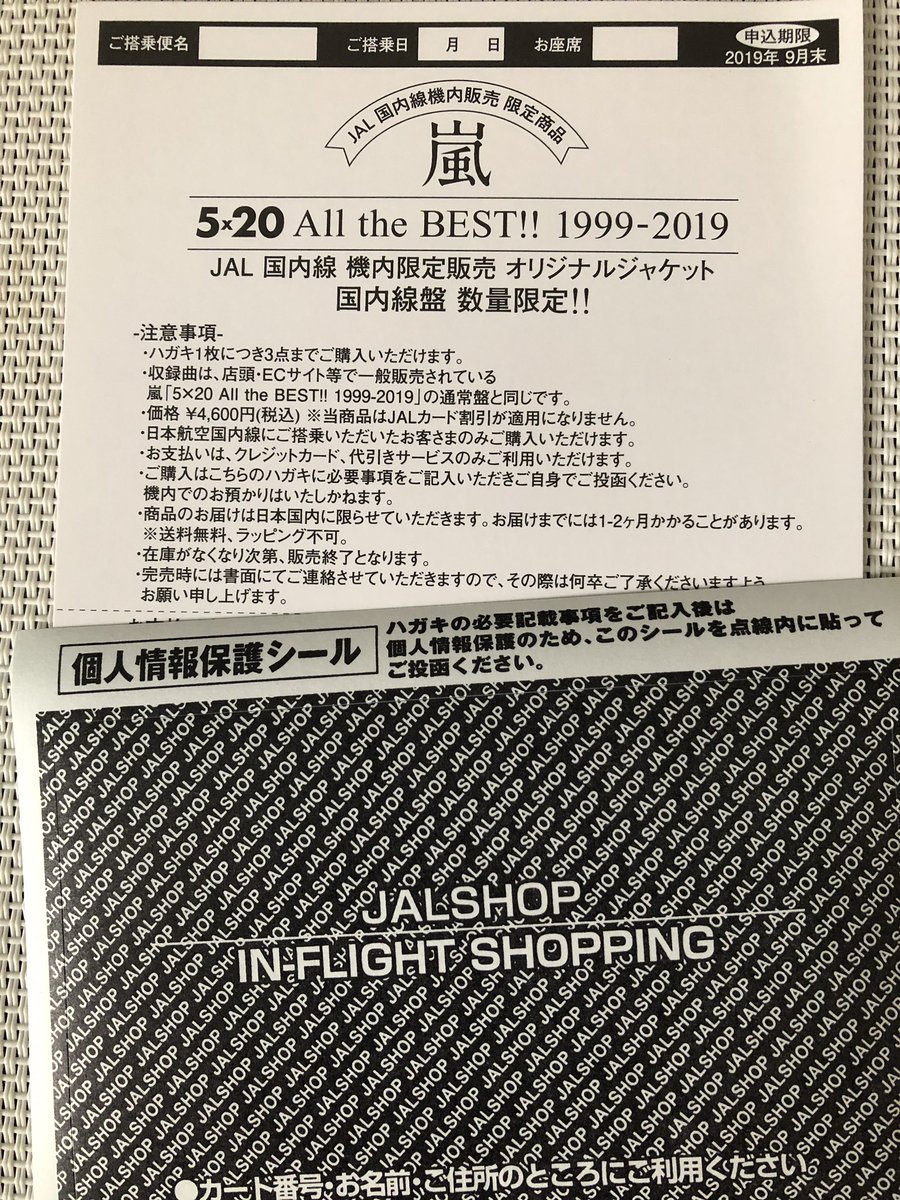 ご搭乗便名 ご搭乗日 月 日 お座席 申込期限
2019年 9月末
JAL 国内線機内販売 限定商品
嵐
5×20 All the BEST!! 1999-2019
JAL 国内線 機内限定販売 オリジナルジャケット
国内線盤 数量限定!!
-注意事項-
・ハガキ1枚につき3点までご購入いただけます。
・収録曲は、店頭・ECサイト等で一般販売されている
嵐「5×20 All the BEST!! 1999-2019」の通常盤と同じです。
・価格 ¥4,600円(税込) ※当商品はJALカード割引が適用になりません。
・日本航空国内線にご搭乗いただいたお客さまのみご購入いただけます。
・お支払いは、クレジットカード、代引きサービスのみご利用いただけます。
・ご購入はこちらのハガキに必要事項をご記入いただきご自身でご投函ください。
機内でのお預かりはいたしかねます。
・商品のお届けは日本国内に限らせていただきます。お届けまでには1-2ヶ月かかることがあります。
※送料無料、ラッピング不可。
・在庫がなくなり次第、販売終了となります。
・完売時には書面にてご連絡させていただきますので、その際は何卒ご了承くださいますよう
お願い申し上げます。
個人情報保護シール
ハガキの必要記載事項をご記入後は
個人情報保護のため、このシールを点線内に貼って
ご投函ください。
JALSHOP
IN-FLIGHT SHOPPING
●カード番号・お名前・ご住所のところにご利用ください。